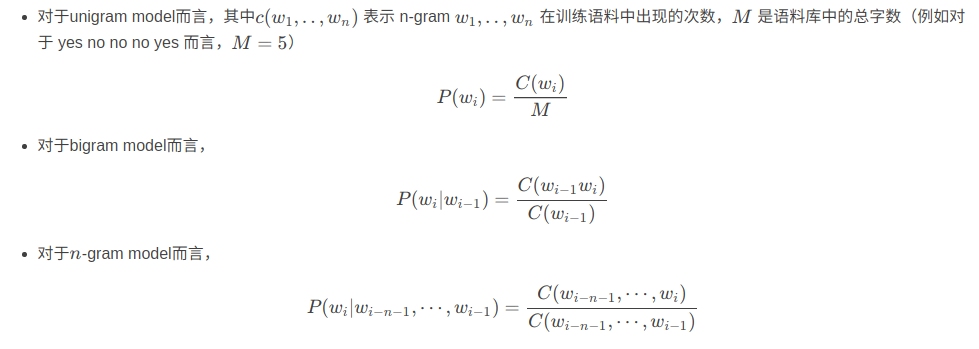 • 对于unigram model而言，其中$c(w_1,..,w_n)$ 表示 n-gram $w_1,..,w_n$ 在训练语料中出现的次数，$M$ 是语料库中的总字数（例如对
于 yes no no no yes 而言，$M=5$）
$P(w_i)=\frac{C(w_i)}{M}$
• 对于bigram model而言，
$P(w_i|w_{i-1})=\frac{C(w_{i-1}w_i)}{C(w_{i-1})}$
• 对于$n$-gram model而言，
$P(w_i|w_{i-n-1},\cdots,w_{i-1})=\frac{C(w_{i-n-1},\cdots,w_i)}{C(w_{i-n-1},\cdots,w_{i-1})}$